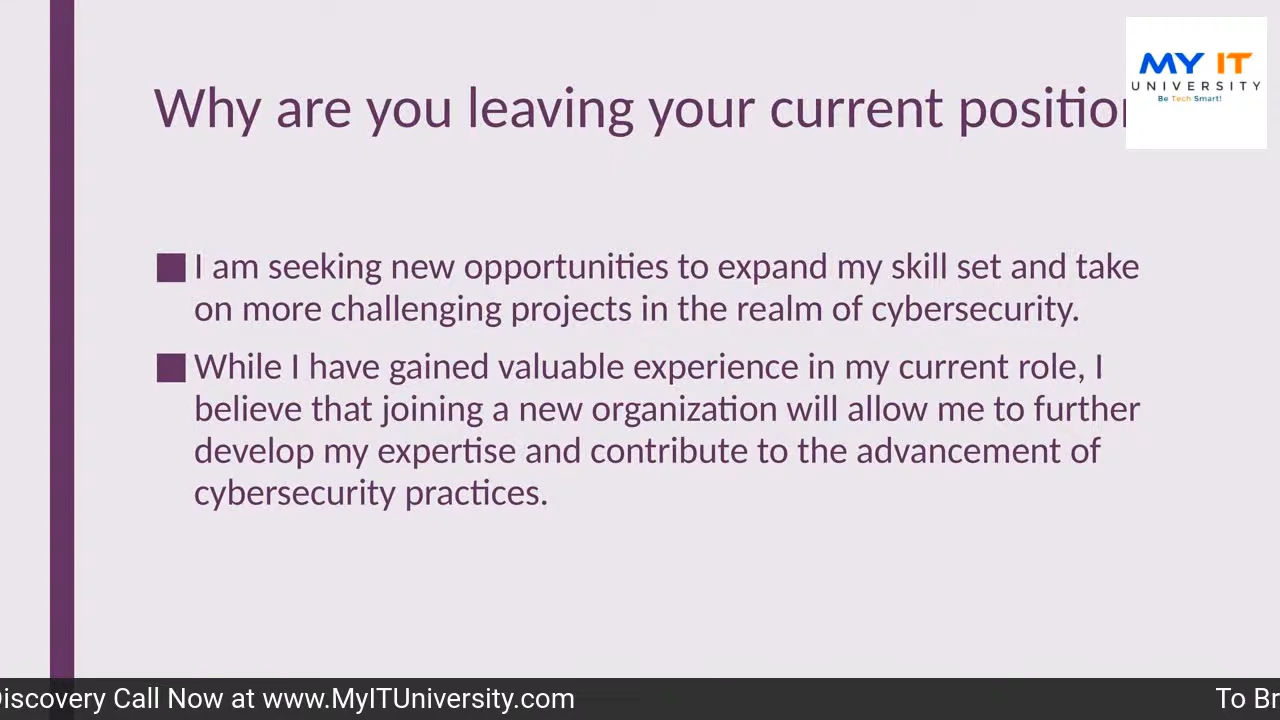 Why are you leaving your current
MY IT
UNIVERSITY
Be Tech Smart!
■ I am seeking new opportunities to expand my skill set and take
on more challenging projects in the realm of cybersecurity.
■ While I have gained valuable experience in my current role, I
believe that joining a new organization will allow me to further
develop my expertise and contribute to the advancement of
cybersecurity practices.
Discovery Call Now at www.MyITUniversity.com
To